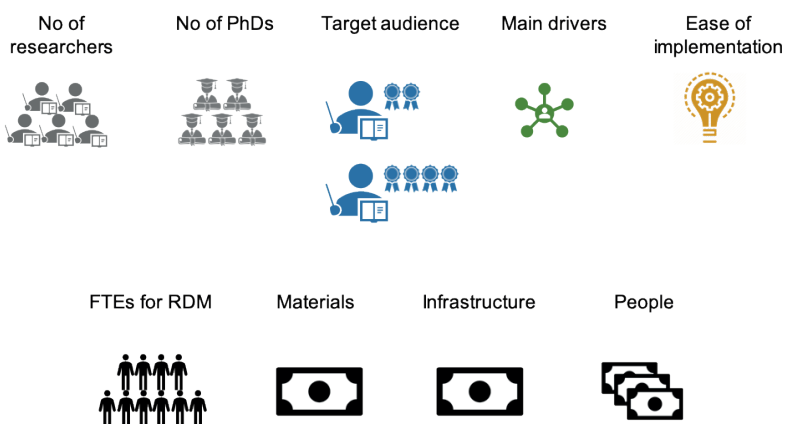 No of
researchers
No of PhDs
Target audience
Main drivers
Ease of
implementation
FTEs for RDM
Materials
Infrastructure
People